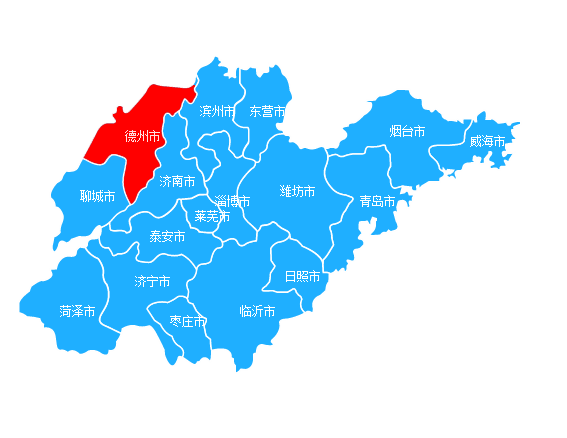 滨州市
东营市
德州市
烟台市
威海市
济南市
聊城市
潍坊市
淄博市
青岛市
莱芜市
泰安市
日照市
济宁市
菏泽市
临沂市
枣庄市